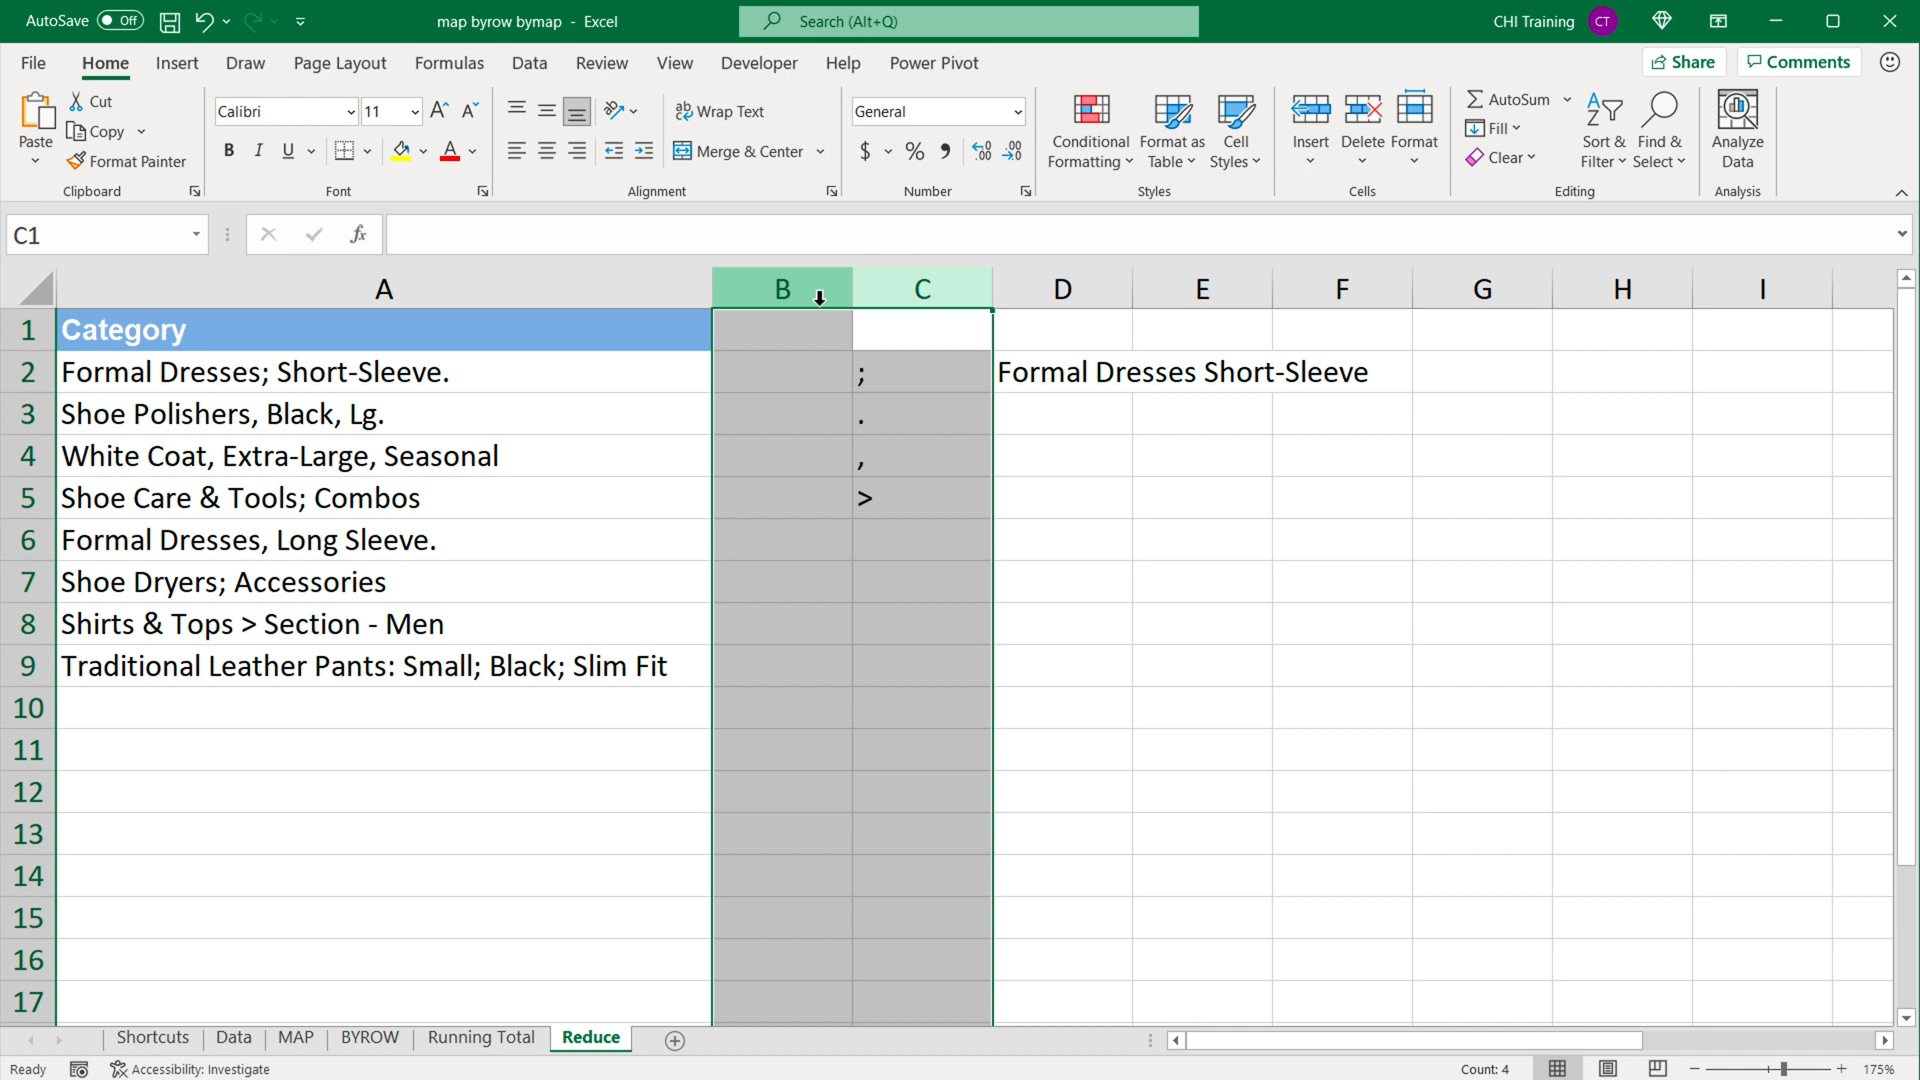 AutoSave Off map byrow bymap - Excel Search (Alt+Q) CHI Training CT
File Home Insert Draw Page Layout Formulas Data Review View Developer Help Power Pivot Share Comments
Paste Cut Copy Format Painter Clipboard
Calibri 11 B I U A Font
Wrap Text Merge & Center Alignment
General $ % Number
Conditional Formatting Format as Table Cell Styles Styles
Insert Delete Format Cells
AutoSum Fill Clear Sort & Filter Find & Select Editing
Analyze Data Analysis
C1 fx
A B C D E F G H I
1 Category
2 Formal Dresses; Short-Sleeve. ; Formal Dresses Short-Sleeve
3 Shoe Polishers, Black, Lg. .
4 White Coat, Extra-Large, Seasonal ,
5 Shoe Care & Tools; Combos >
6 Formal Dresses, Long Sleeve.
7 Shoe Dryers; Accessories
8 Shirts & Tops > Section - Men
9 Traditional Leather Pants: Small; Black; Slim Fit
10
11
12
13
14
15
16
17
Shortcuts Data MAP BYROW Running Total Reduce
Ready Accessibility: Investigate Count: 4 175%